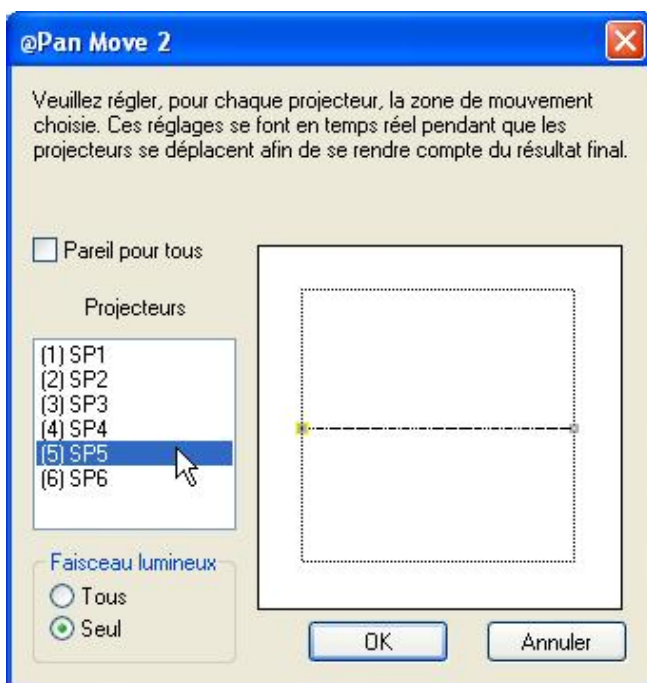 @Pan Move 2
Veuillez régler, pour chaque projecteur, la zone de mouvement
choisie. Ces réglages se font en temps réel pendant que les
projecteurs se déplacent afin de se rendre compte du résultat final.
Pareil pour tous
Projecteurs
(1) SP1
(2) SP2
(3) SP3
(4) SP4
(5) SP5
(6) SP6
Faisceau lumineux
Tous
Seul
OK
Annuler